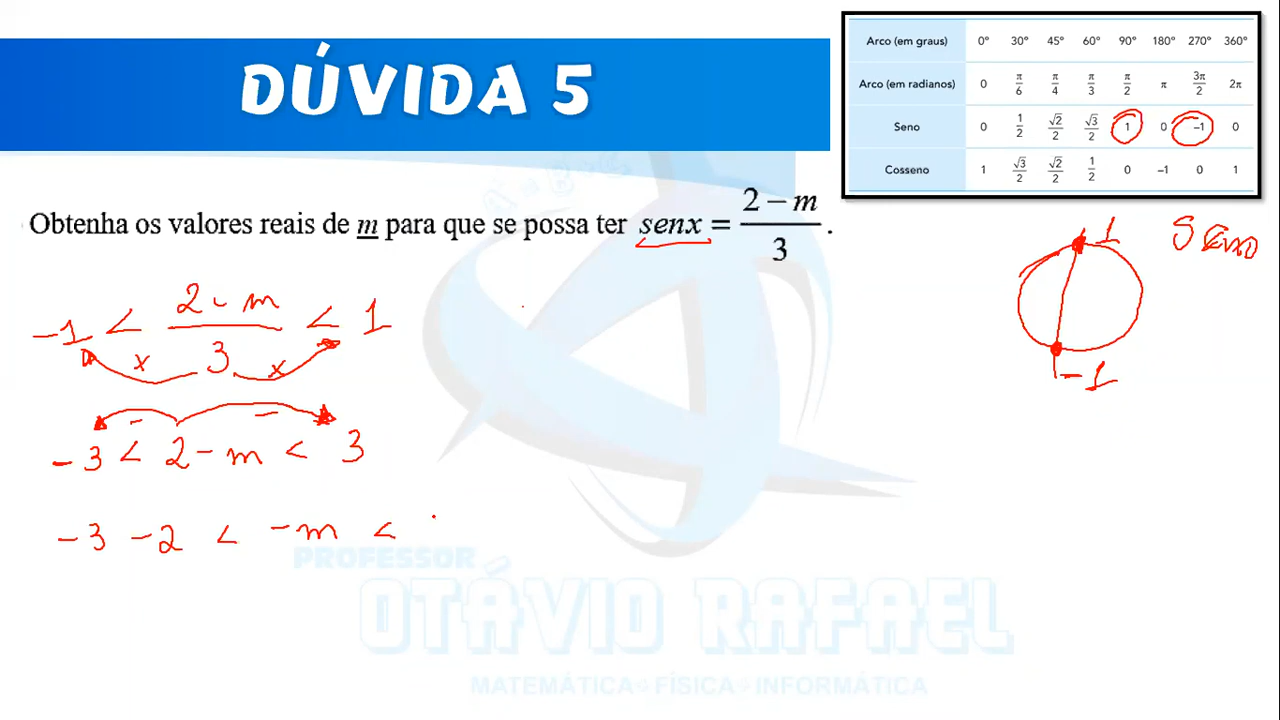 DÚVIDA 5
Arco (em graus) 0° 30° 45° 60° 90° 180° 270° 360°
Arco (em radianos) 0 π/6 π/4 π/3 π/2 π 3π/2 2π
Seno 0 1/2 √2/2 √3/2 1 0 –1 0
Cosseno 1 √3/2 √2/2 1/2 0 –1 0 1
Obtenha os valores reais de m para que se possa ter senx = (2 – m)/3.
1 Seno
-1
-1 < (2 - m)/3 < 1
x x
- -
-3 < 2 - m < 3
-3 -2 < -m <
PROFESSOR
OTÁVIO RAFAEL
MATEMÁTICA FÍSICA INFORMÁTICA